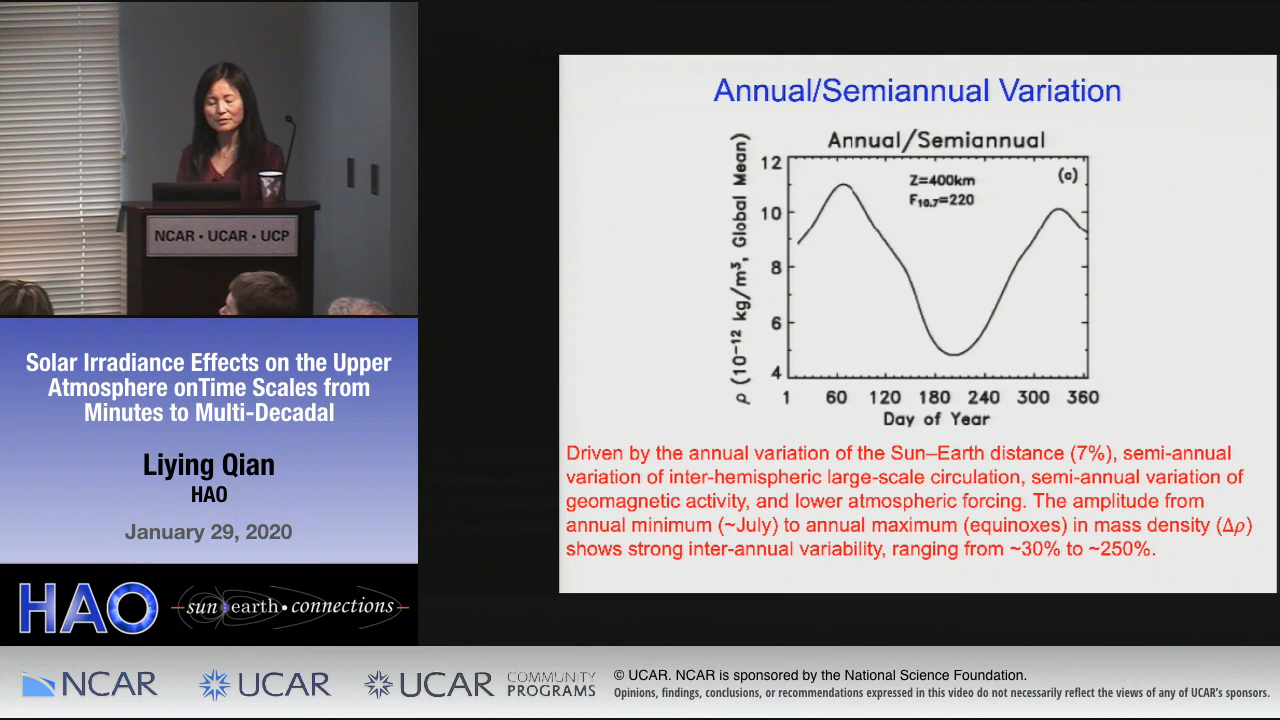 NCAR • UCAR • UCP
Solar Irradiance Effects on the Upper
Atmosphere onTime Scales from
Minutes to Multi-Decadal
Liying Qian
HAO
January 29, 2020
HAO
sun earth • connections
Annual/Semiannual Variation
Annual/Semiannual
ρ (10⁻¹² kg/m³, Global Mean)
12
10
8
6
4
Z=400km
F10.7=220
(a)
1 60 120 180 240 300 360
Day of Year
Driven by the annual variation of the Sun–Earth distance (7%), semi-annual
variation of inter-hemispheric large-scale circulation, semi-annual variation of
geomagnetic activity, and lower atmospheric forcing. The amplitude from
annual minimum (~July) to annual maximum (equinoxes) in mass density (Δρ)
shows strong inter-annual variability, ranging from ~30% to ~250%.
NCAR
UCAR
UCAR
COMMUNITY
PROGRAMS
© UCAR. NCAR is sponsored by the National Science Foundation.
Opinions, findings, conclusions, or recommendations expressed in this video do not necessarily reflect the views of any of UCAR's sponsors.